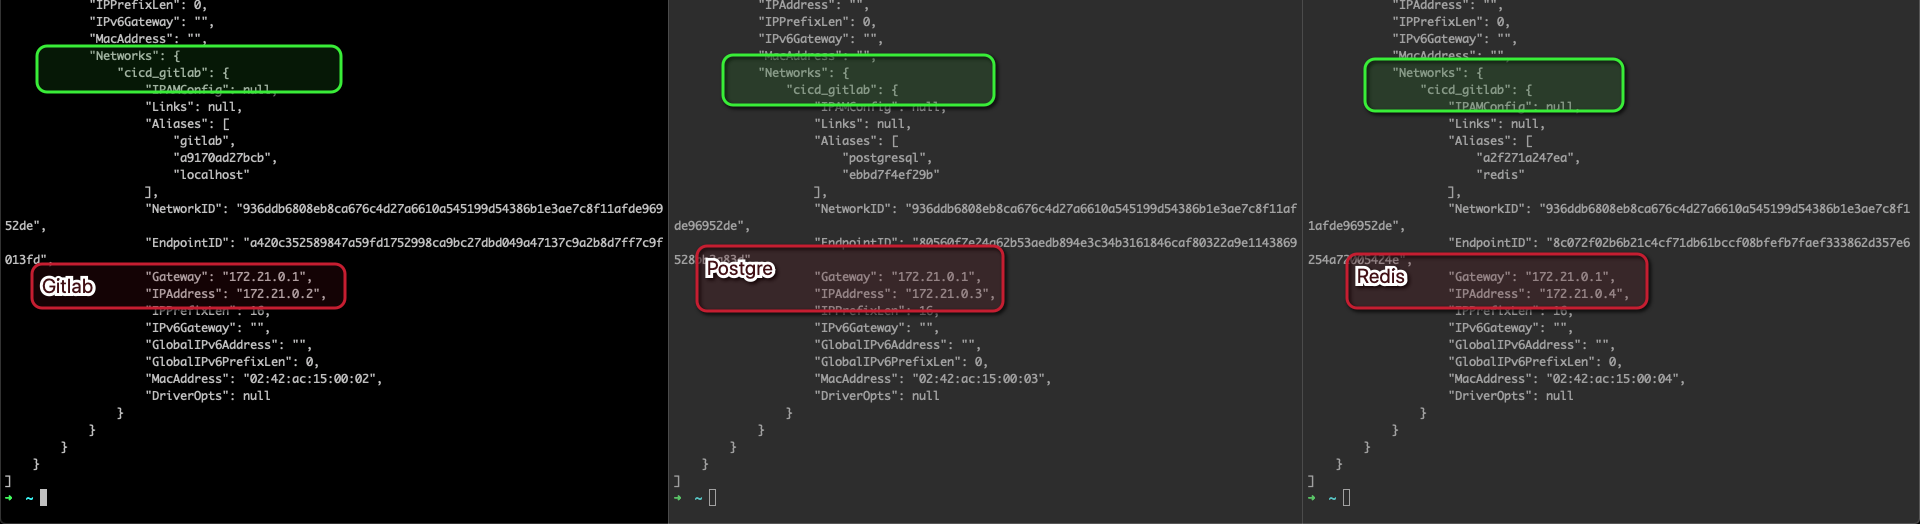 "IPPrefixLen": 0,
"IPv6Gateway": "",
"MacAddress": "",
"Networks": {
"cicd_gitlab": {
"IPAMConfig": null,
"Links": null,
"Aliases": [
"gitlab",
"a9170ad27bcb",
"localhost"
],
"NetworkID": "936ddb6808eb8ca676c4d27a6610a545199d54386b1e3ae7c8f11afde969
52de",
"EndpointID": "a420c352589847a59fd1752998ca9bc27dbd049a47137c9a2b8d7ff7c9f
013fd",
Gitlab
"Gateway": "172.21.0.1",
"IPAddress": "172.21.0.2",
"IPPrefixLen": 16,
"IPv6Gateway": "",
"GlobalIPv6Address": "",
"GlobalIPv6PrefixLen": 0,
"MacAddress": "02:42:ac:15:00:02",
"DriverOpts": null
}
}
}
}
]
➜ ~
"IPAddress": "",
"IPPrefixLen": 0,
"IPv6Gateway": "",
"MacAddress": "",
"Networks": {
"cicd_gitlab": {
"IPAMConfig": null,
"Links": null,
"Aliases": [
"postgresql",
"ebbd7f4ef29b"
],
"NetworkID": "936ddb6808eb8ca676c4d27a6610a545199d54386b1e3ae7c8f11af
de96952de",
"EndpointID": "80560f7e24a62b53aedb894e3c34b3161846caf80322a9e1143869
Postgre
"Gateway": "172.21.0.1",
"IPAddress": "172.21.0.3",
"IPPrefixLen": 16,
"IPv6Gateway": "",
"GlobalIPv6Address": "",
"GlobalIPv6PrefixLen": 0,
"MacAddress": "02:42:ac:15:00:03",
"DriverOpts": null
}
}
}
}
]
➜ ~
"IPAddress": "",
"IPPrefixLen": 0,
"IPv6Gateway": "",
"MacAddress": "",
"Networks": {
"cicd_gitlab": {
"IPAMConfig": null,
"Links": null,
"Aliases": [
"a2f271a247ea",
"redis"
],
"NetworkID": "936ddb6808eb8ca676c4d27a6610a545199d54386b1e3ae7c8f1
1afde96952de",
"EndpointID": "8c072f02b6b21c4cf71db61bccf08bfefb7faef333862d357e6
254a72005424e",
Redis
"Gateway": "172.21.0.1",
"IPAddress": "172.21.0.4",
"IPPrefixLen": 16,
"IPv6Gateway": "",
"GlobalIPv6Address": "",
"GlobalIPv6PrefixLen": 0,
"MacAddress": "02:42:ac:15:00:04",
"DriverOpts": null
}
}
}
}
]
➜ ~